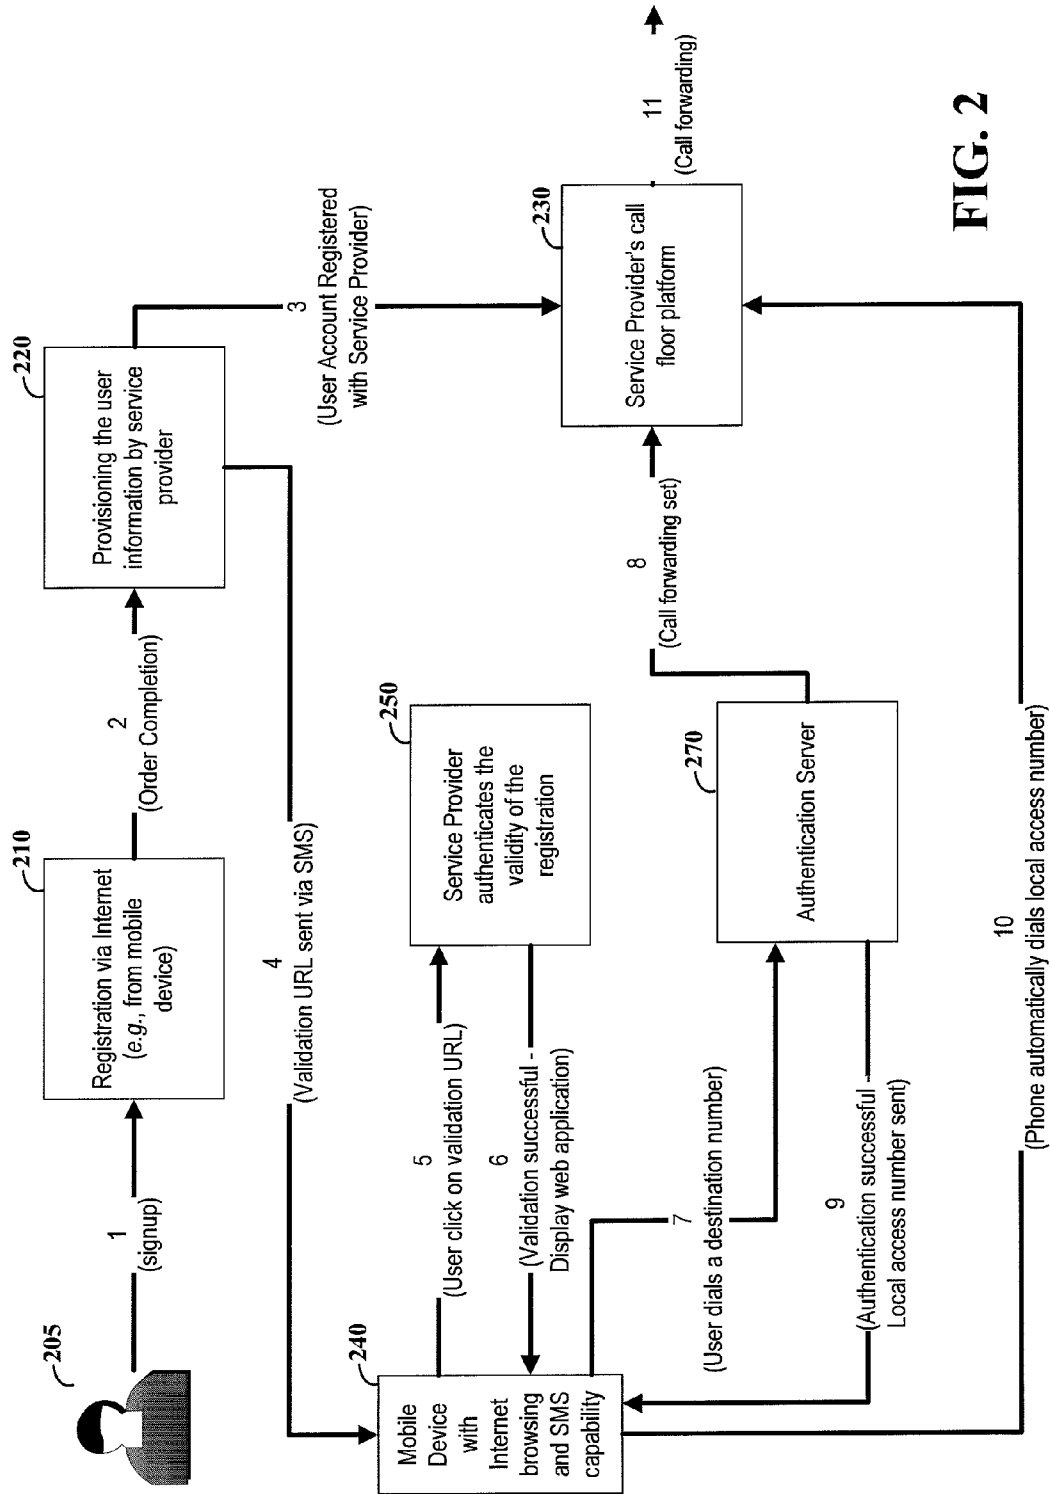 205
1
(signup)
210
Registration via Internet
(e.g., from mobile
device)
2
(Order Completion)
220
Provisioning the user
information by service
provider
3
(User Account Registered
with Service Provider)
4
(Validation URL sent via SMS)
240
Mobile
Device
with
Internet
browsing
and SMS
capability
5
(User click on validation URL)
250
Service Provider
authenticates the
validity of the
registration
6
(Validation successful -
Display web application)
7
(User dials a destination number)
270
Authentication Server
8
(Call forwarding set)
230
Service Provider's call
floor platform
9
(Authentication successful -
Local access number sent)
10
(Phone automatically dials local access number)
11
(Call forwarding)
FIG. 2